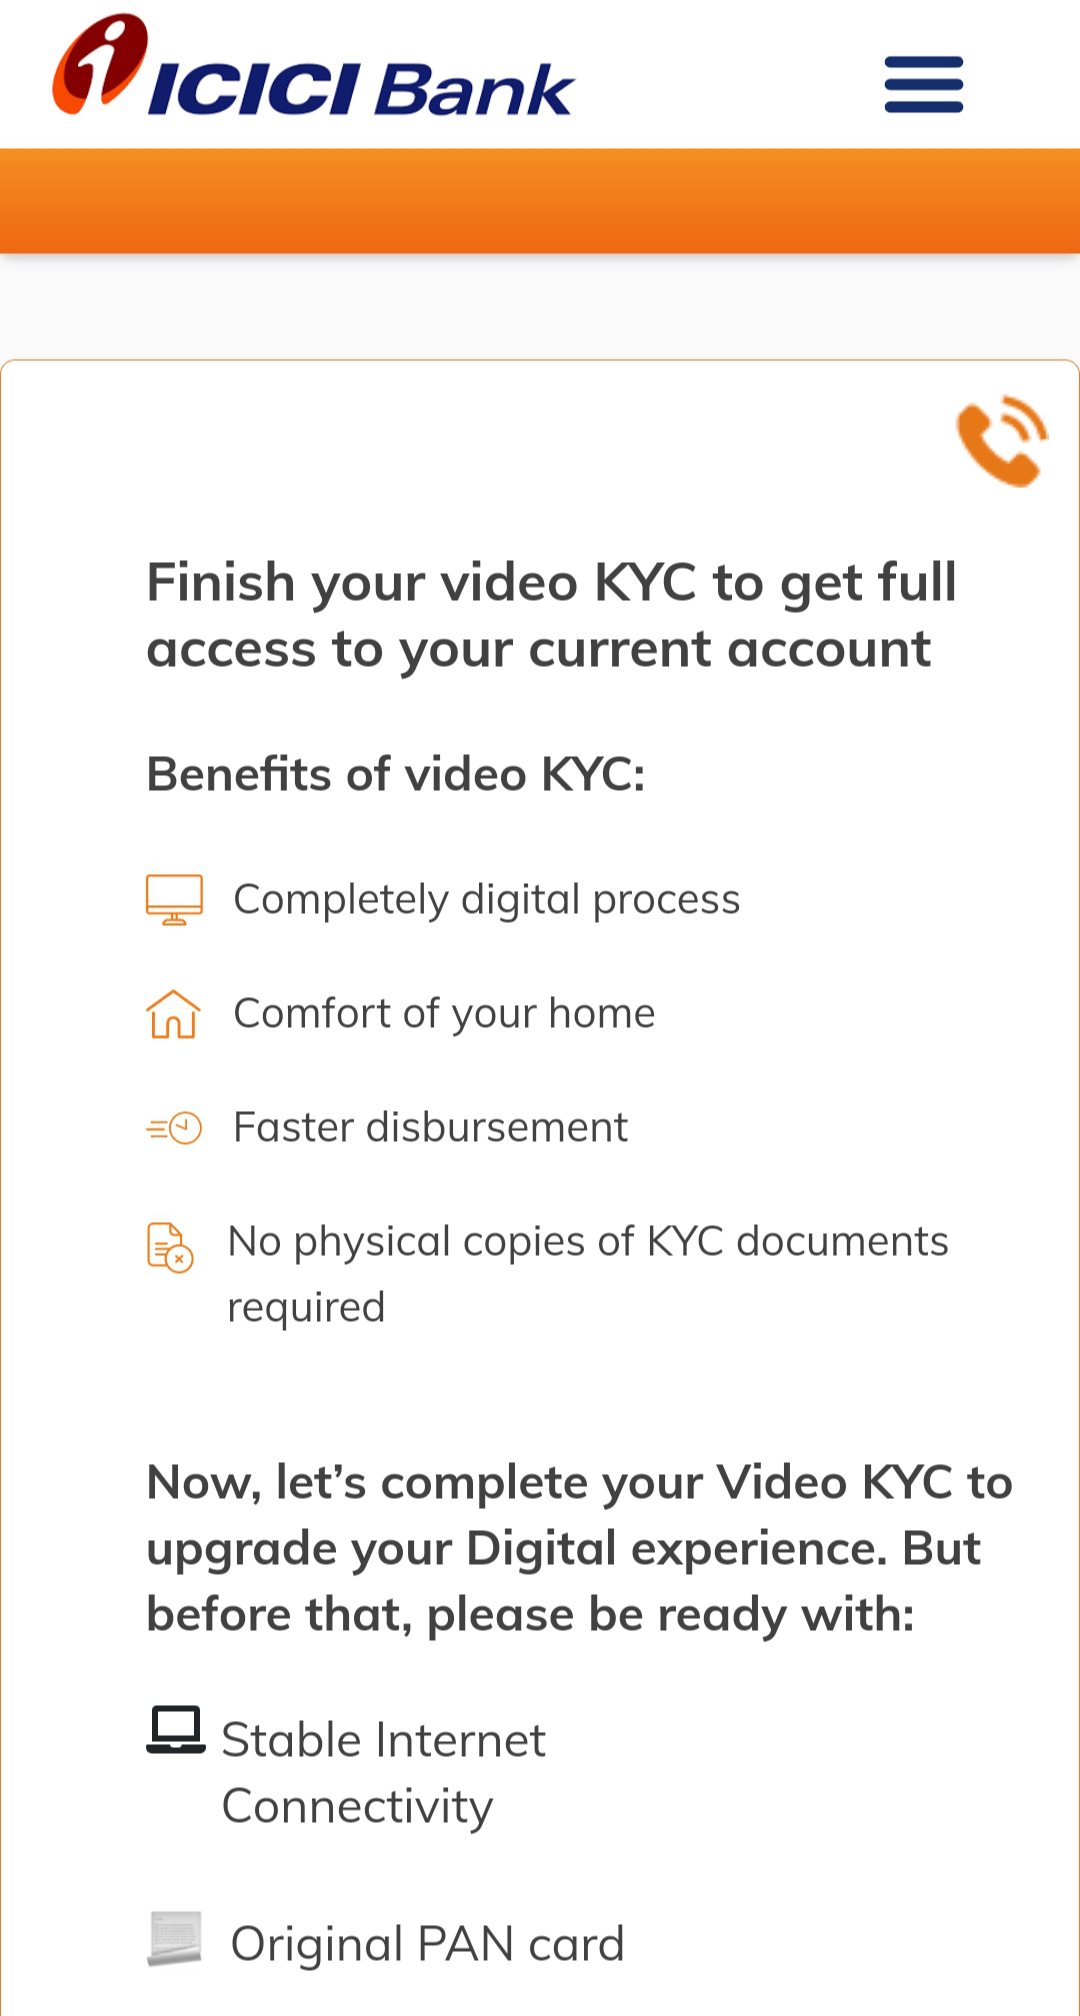 ICICI Bank
Finish your video KYC to get full
access to your current account
Benefits of video KYC:
Completely digital process
Comfort of your home
Faster disbursement
No physical copies of KYC documents
required
Now, let’s complete your Video KYC to
upgrade your Digital experience. But
before that, please be ready with:
Stable Internet
Connectivity
Original PAN card